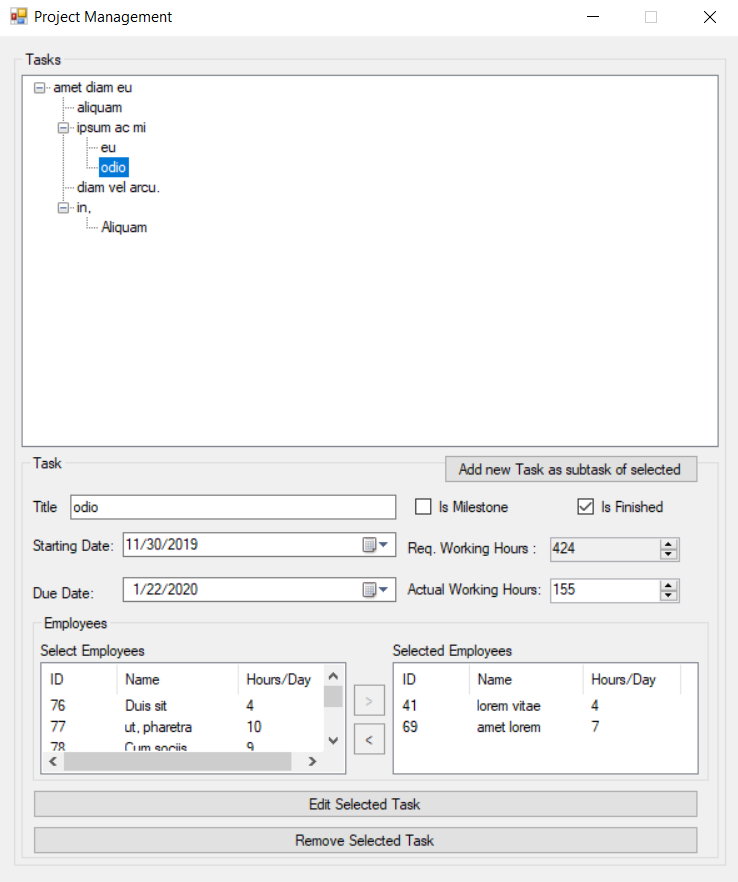 Project Management
Tasks
amet diam eu
aliquam
ipsum ac mi
eu
odio
diam vel arcu.
in,
Aliquam
Task
Add new Task as subtask of selected
Title odio Is Milestone Is Finished
Starting Date: 11/30/2019 Req. Working Hours : 424
Due Date: 1/22/2020 Actual Working Hours: 155
Employees
Select Employees Selected Employees
ID Name Hours/Day ID Name Hours/Day
76 Duis sit 4 > 41 lorem vitae 4
77 ut, pharetra 10 69 amet lorem 7
78 Cum sociis 9 <
Edit Selected Task
Remove Selected Task